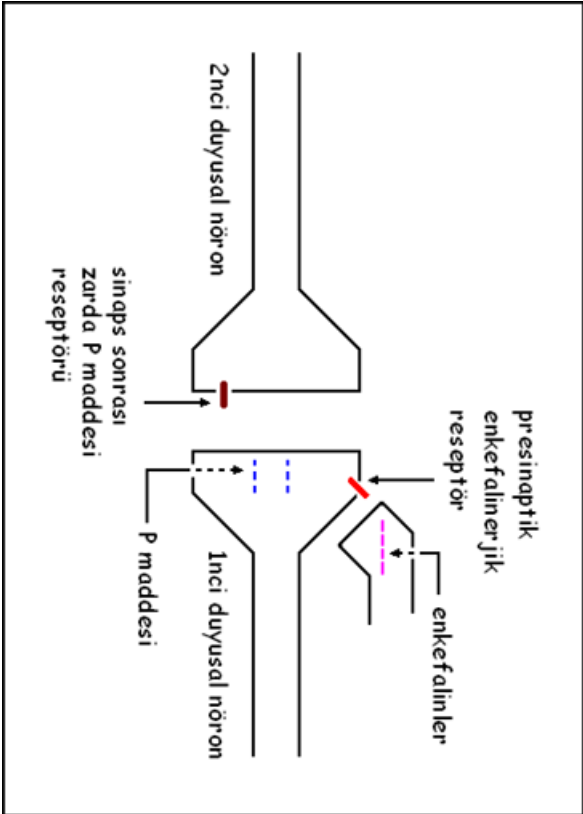 2nci duyusal nöron
sinaps sonrası
zarda P maddesi
reseptörü
presinaptik
enkefalinerjik
reseptör
enkefalinler
1nci duyusal nöron
P maddesi